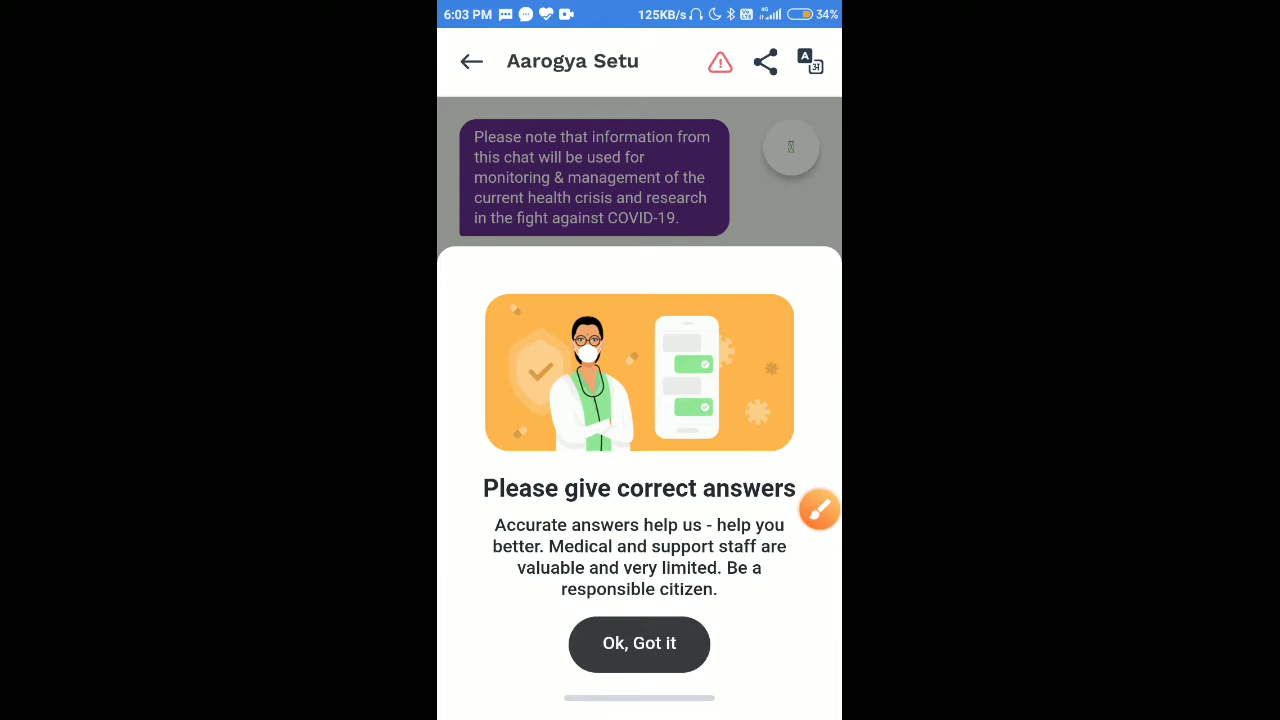 6:03 PM 125KB/s 4G 34%
Aarogya Setu
Please note that information from
this chat will be used for
monitoring & management of the
current health crisis and research
in the fight against COVID-19.
Please give correct answers
Accurate answers help us - help you
better. Medical and support staff are
valuable and very limited. Be a
responsible citizen.
Ok, Got it